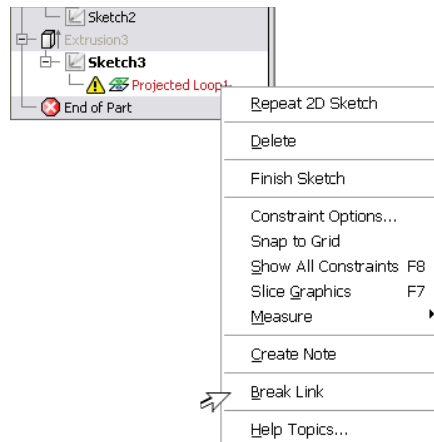 Sketch2
Extrusion3
Sketch3
Projected Loop1
End of Part
Repeat 2D Sketch
Delete
Finish Sketch
Constraint Options...
Snap to Grid
Show All Constraints F8
Slice Graphics F7
Measure
Create Note
Break Link
Help Topics...